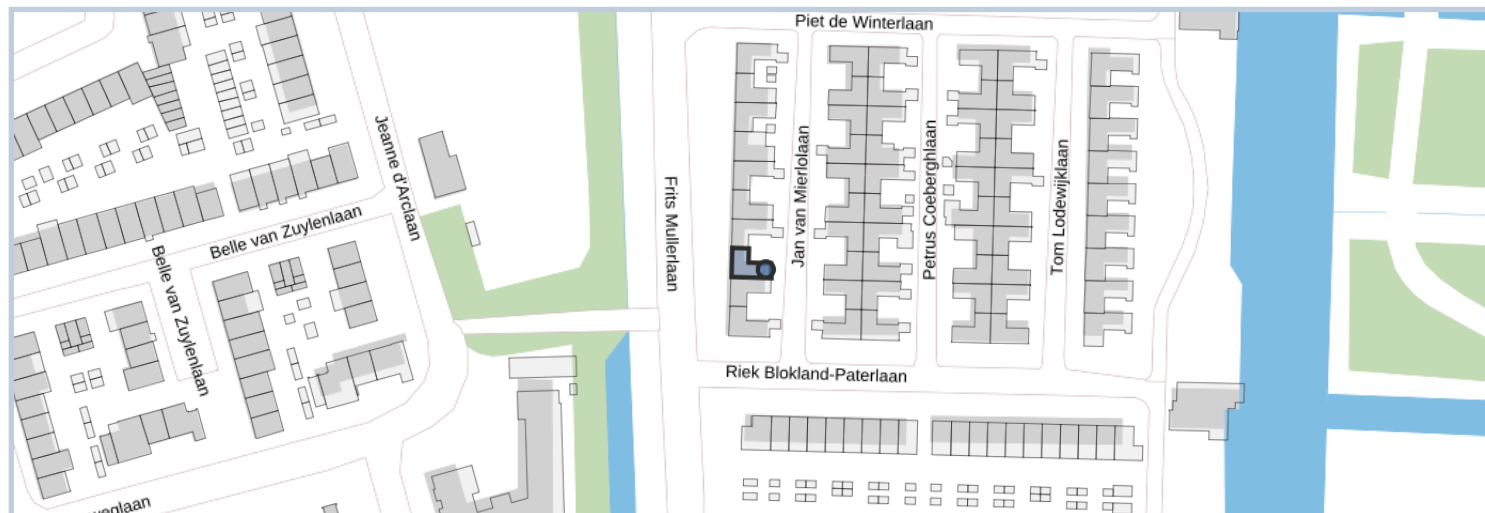 Piet de Winterlaan
Jeanne d'Arclaan
Jan van Mierlolaan
Petrus Coeberghlaan
Tom Lodewijklaan
Frits Mullerlaan
Belle van Zuylenlaan
Belle van Zuylenlaan
Riek Blokland-Paterlaan